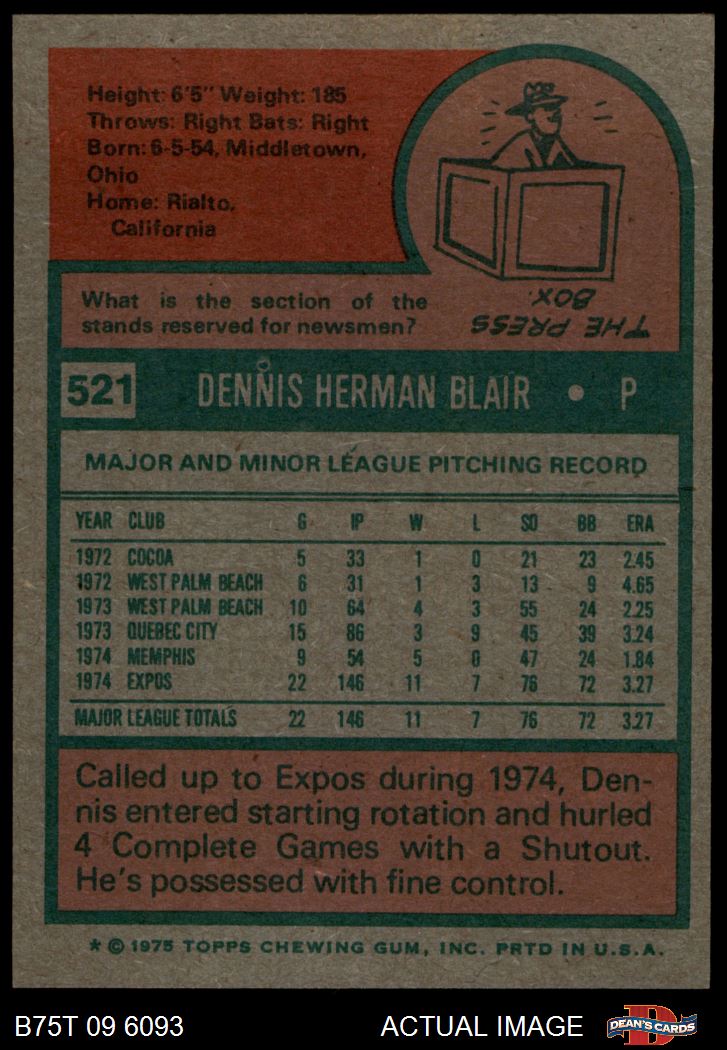 Height: 6'5" Weight: 185
Throws: Right Bats: Right
Born: 6-5-54, Middletown,
Ohio
Home: Rialto,
California
What is the section of the
stands reserved for newsmen?
THE PRESS
BOX.
521 DENNIS HERMAN BLAIR • P
MAJOR AND MINOR LEAGUE PITCHING RECORD
YEAR CLUB G IP W L SO BB ERA
1972 COCOA 5 33 1 0 21 23 2.45
1972 WEST PALM BEACH 6 31 1 3 13 9 4.65
1973 WEST PALM BEACH 10 64 4 3 55 24 2.25
1973 QUEBEC CITY 15 86 3 9 45 39 3.24
1974 MEMPHIS 9 54 5 0 47 24 1.84
1974 EXPOS 22 146 11 7 76 72 3.27
MAJOR LEAGUE TOTALS 22 146 11 7 76 72 3.27
Called up to Expos during 1974, Den-
nis entered starting rotation and hurled
4 Complete Games with a Shutout.
He's possessed with fine control.
* © 1975 TOPPS CHEWING GUM, INC. PRTD IN U.S.A.
B75T 09 6093 ACTUAL IMAGE DEAN'S CARDS